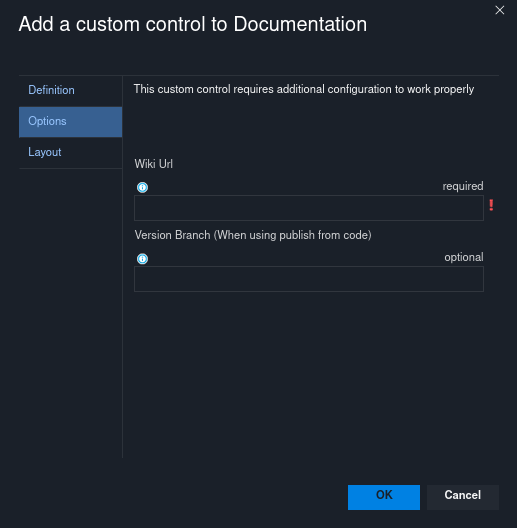 Add a custom control to Documentation
Definition
Options
Layout
This custom control requires additional configuration to work properly
Wiki Url
required
Version Branch (When using publish from code)
optional
OK
Cancel